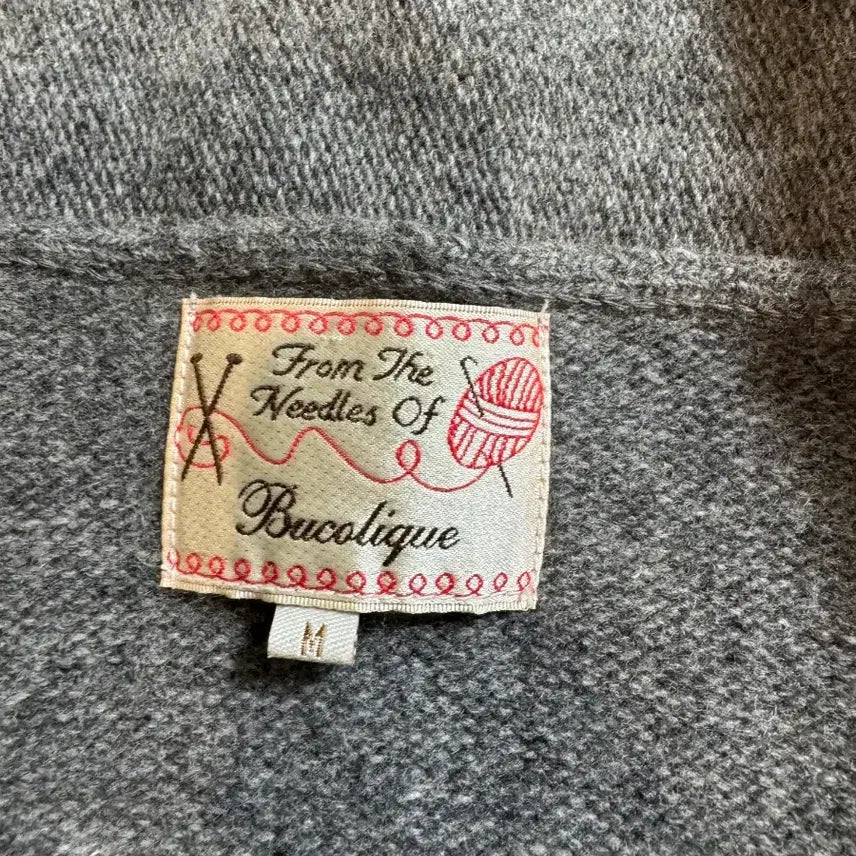 From The
Needles Of
Bucolique
M